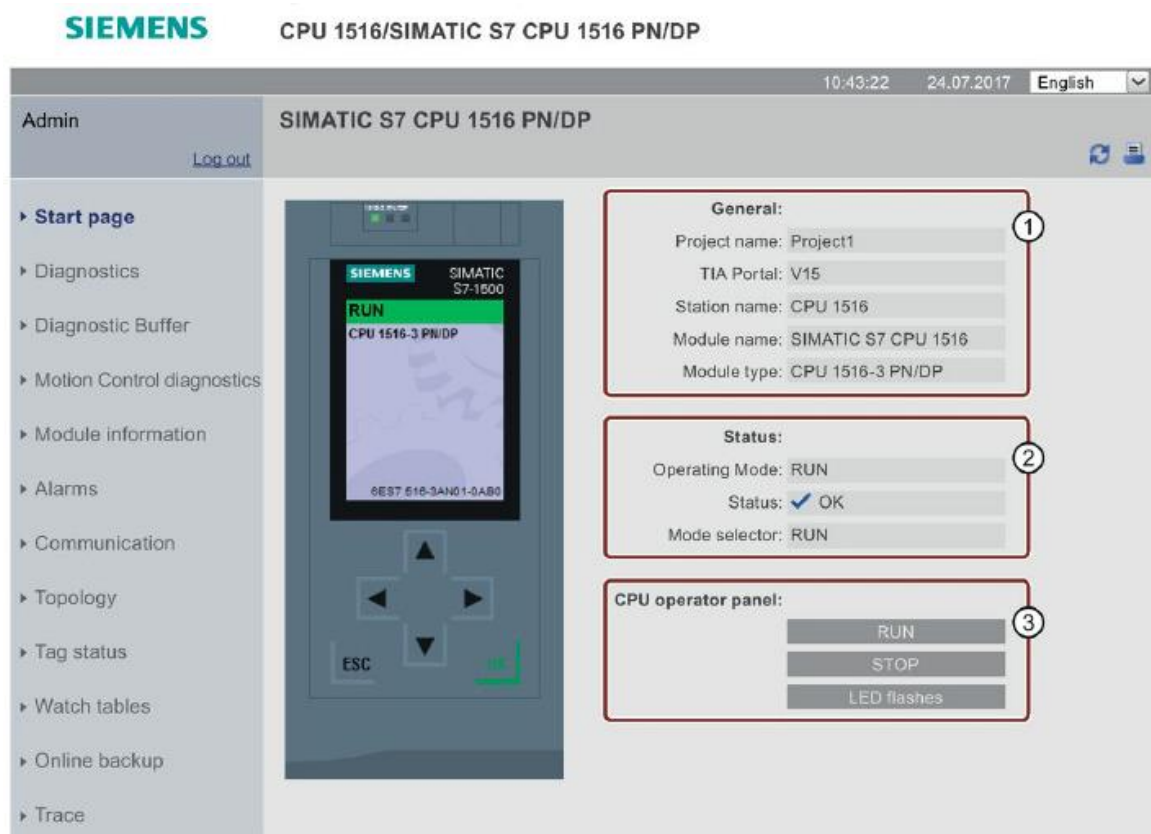 SIEMENS CPU 1516/SIMATIC S7 CPU 1516 PN/DP
10:43:22 24.07.2017 English
Admin
Log out
SIMATIC S7 CPU 1516 PN/DP
Start page
Diagnostics
Diagnostic Buffer
Motion Control diagnostics
Module information
Alarms
Communication
Topology
Tag status
Watch tables
Online backup
Trace
SIEMENS SIMATIC
S7-1500
RUN
CPU 1516-3 PN/DP
6ES7 516-3AN01-0AB0
ESC OK
General:
1
Project name: Project1
TIA Portal: V15
Station name: CPU 1516
Module name: SIMATIC S7 CPU 1516
Module type: CPU 1516-3 PN/DP
Status:
2
Operating Mode: RUN
Status: OK
Mode selector: RUN
CPU operator panel:
3
RUN
STOP
LED flashes